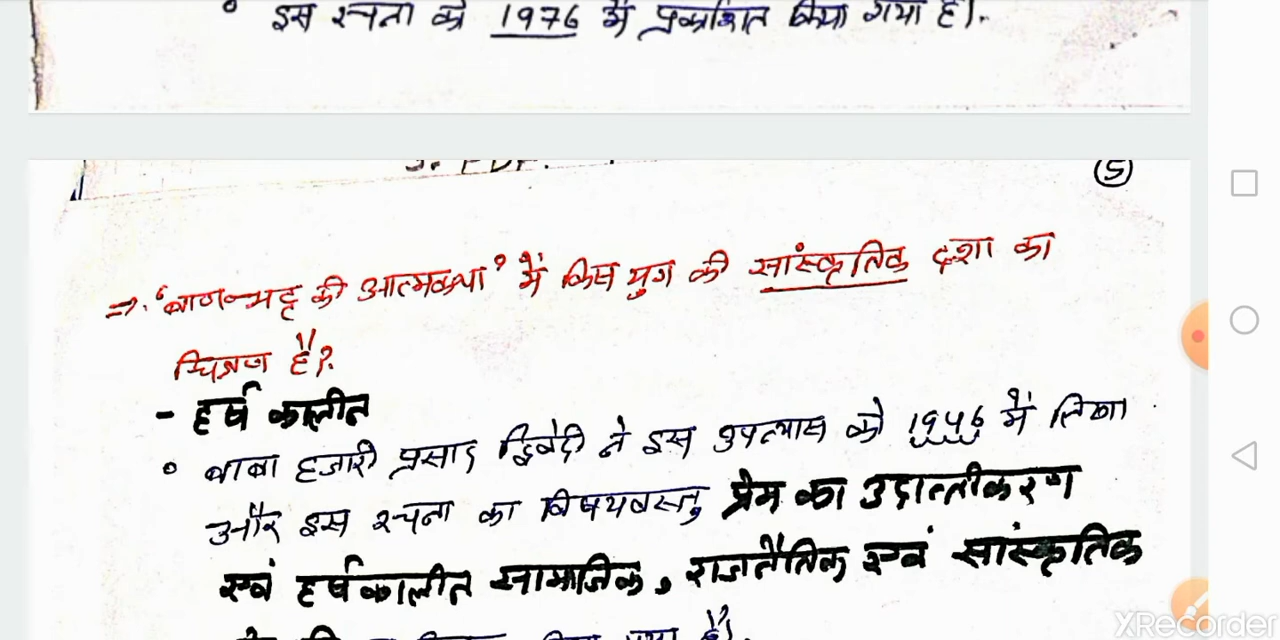 • इस रचना को 1976 में प्रकाशित किया गया है।
(5)
⇒ 'बाणभट्ट की आत्मकथा' में किस युग की सांस्कृतिक दशा का
चित्रण है?
- हर्ष कालीन
• बाबा हजारी प्रसाद द्विवेदी ने इस उपन्यास को 1946 में लिखा
और इस रचना का विषयवस्तु प्रेम का उदात्तीकरण
एवं हर्षकालीन सामाजिक, राजनैतिक एवं सांस्कृतिक
गया है।
XRecorder